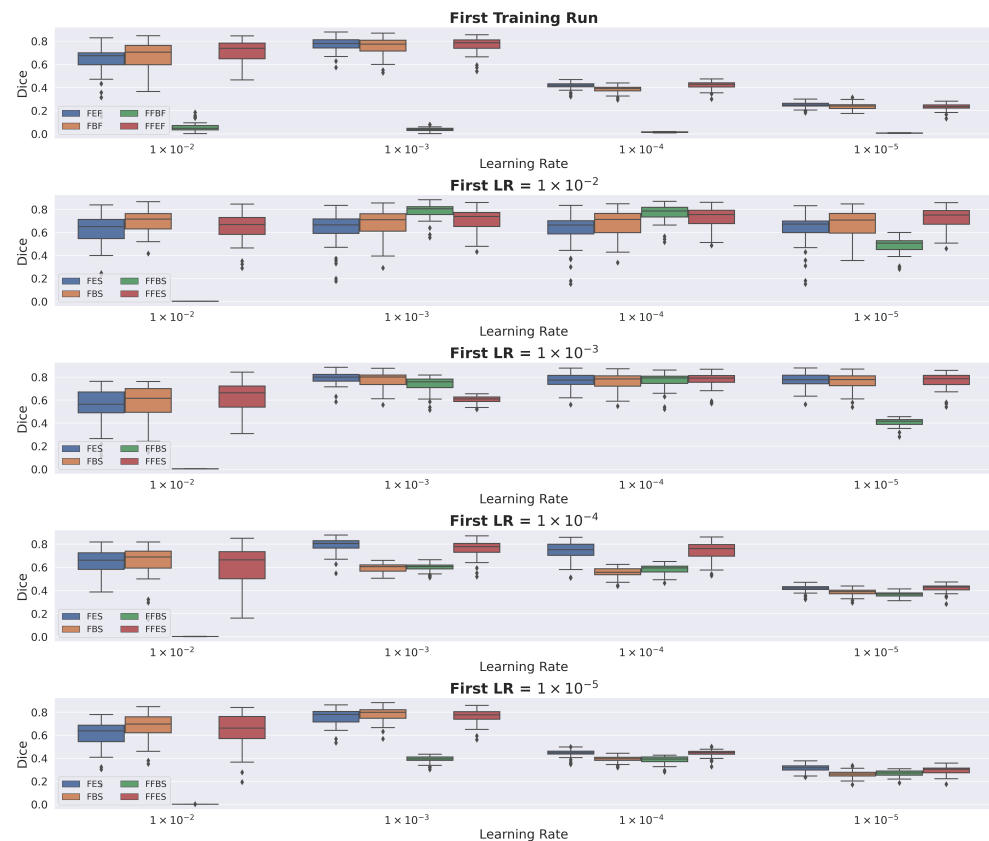 First Training Run
Dice
0.8
0.6
0.4
0.2
0.0
FEF FFBF
FBF FFEF
1 × 10⁻² 1 × 10⁻³ 1 × 10⁻⁴ 1 × 10⁻⁵
Learning Rate
First LR = 1 × 10⁻²
Dice
0.8
0.6
0.4
0.2
0.0
FES FFBS
FBS FFES
1 × 10⁻² 1 × 10⁻³ 1 × 10⁻⁴ 1 × 10⁻⁵
Learning Rate
First LR = 1 × 10⁻³
Dice
0.8
0.6
0.4
0.2
0.0
FES FFBS
FBS FFES
1 × 10⁻² 1 × 10⁻³ 1 × 10⁻⁴ 1 × 10⁻⁵
Learning Rate
First LR = 1 × 10⁻⁴
Dice
0.8
0.6
0.4
0.2
0.0
FES FFBS
FBS FFES
1 × 10⁻² 1 × 10⁻³ 1 × 10⁻⁴ 1 × 10⁻⁵
Learning Rate
First LR = 1 × 10⁻⁵
Dice
0.8
0.6
0.4
0.2
0.0
FES FFBS
FBS FFES
1 × 10⁻² 1 × 10⁻³ 1 × 10⁻⁴ 1 × 10⁻⁵
Learning Rate